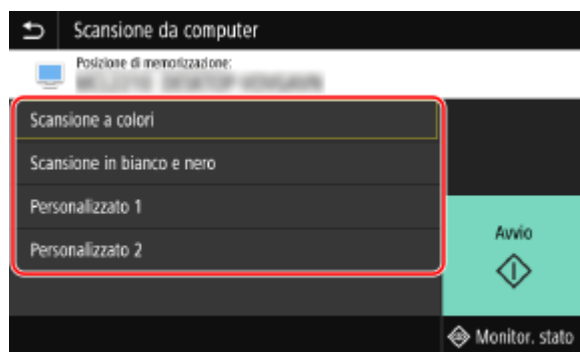 Scansione da computer
Posizione di memorizzazione:
Scansione a colori
Scansione in bianco e nero
Personalizzato 1
Personalizzato 2
Avvio
Monitor. stato